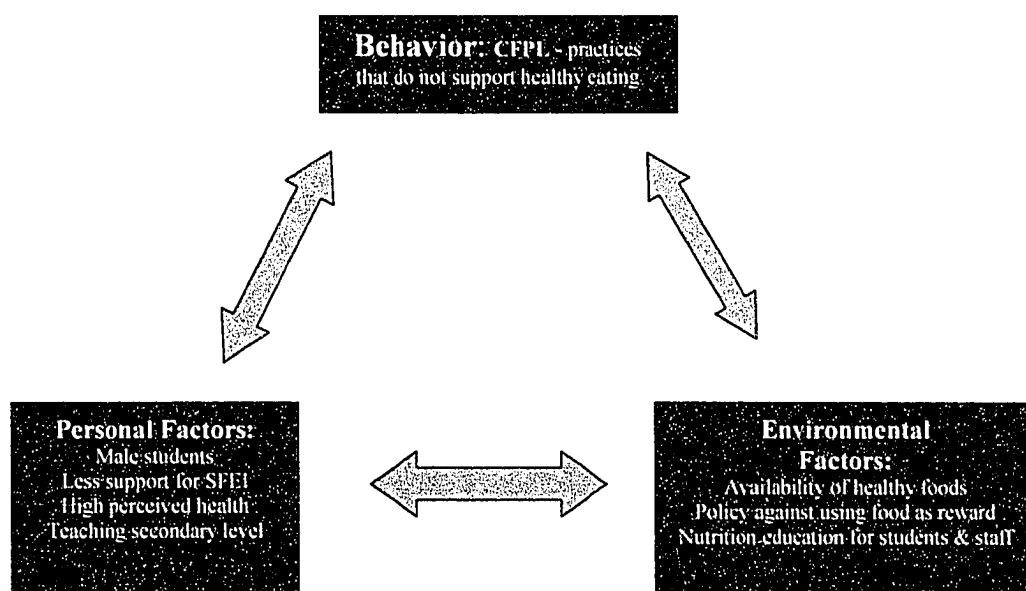 Behavior: CFPL - practices
that do not support healthy eating
Personal Factors:
Male students
Less support for SFEI
High perceived health
Teaching secondary level
Environmental
Factors:
Availability of healthy foods
Policy against using food as reward
Nutrition education for students & staff